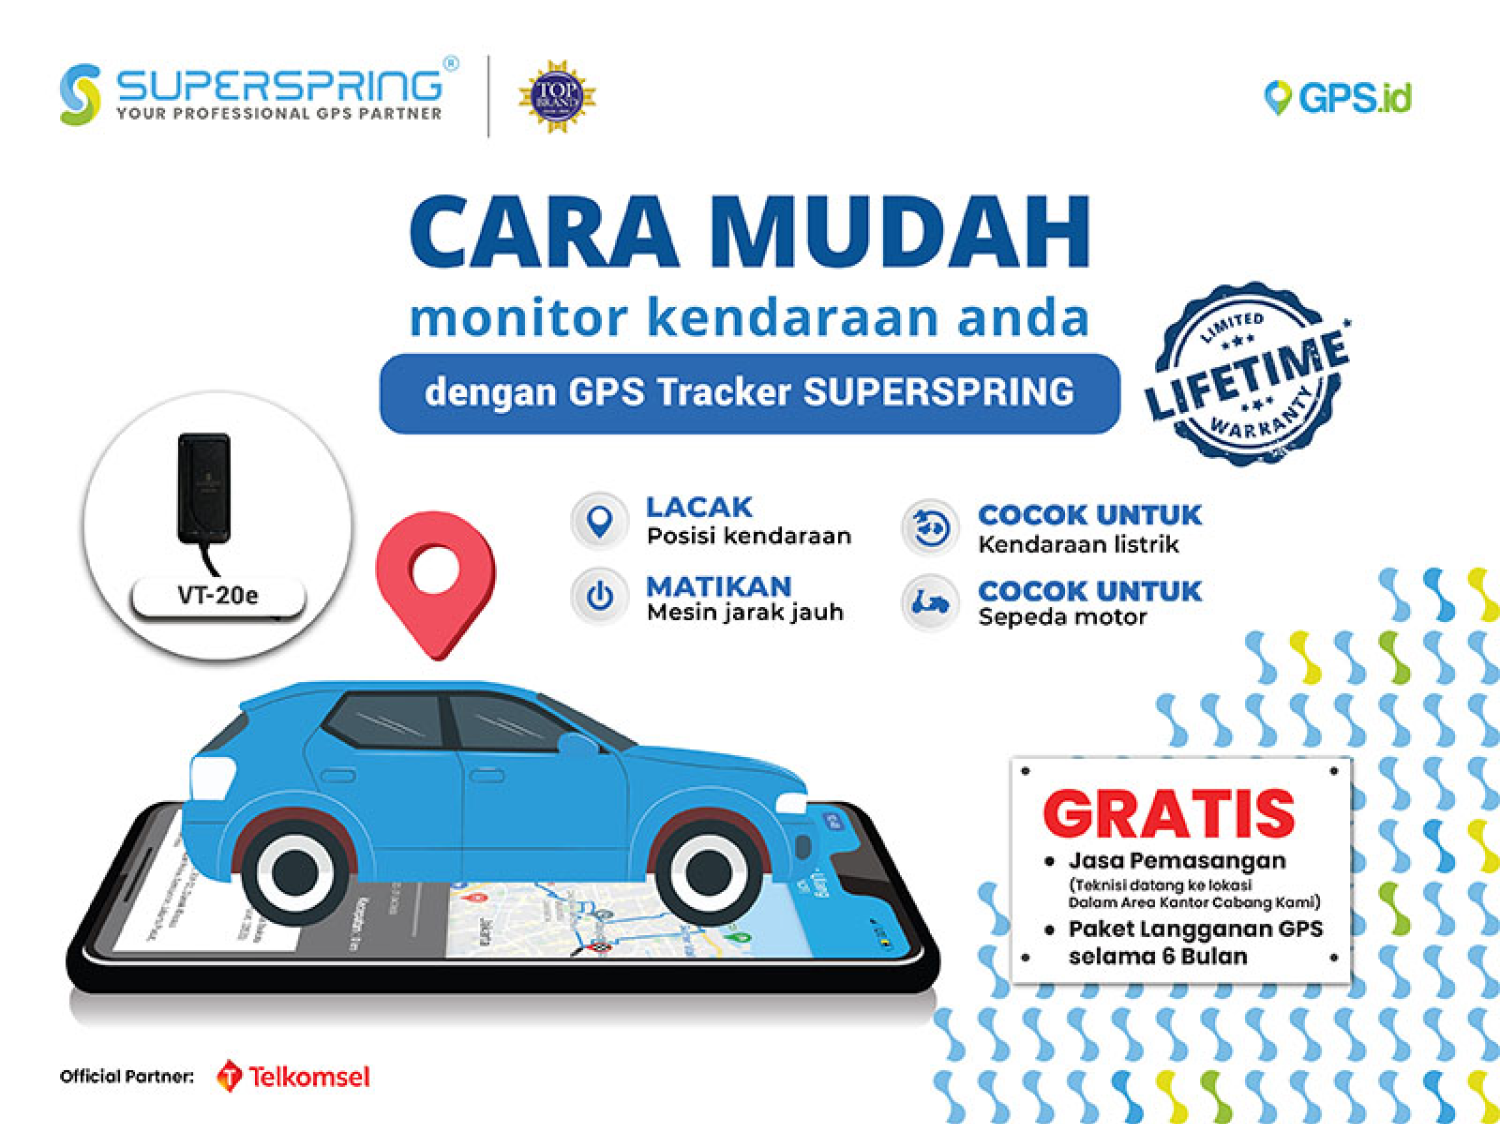 SUPERSPRING®
YOUR PROFESSIONAL GPS PARTNER
TOP
BRAND
GPS.id
CARA MUDAH
monitor kendaraan anda
dengan GPS Tracker SUPERSPRING
LIMITED
LIFETIME*
WARRANTY
VT-20e
LACAK
Posisi kendaraan
MATIKAN
Mesin jarak jauh
COCOK UNTUK
Kendaraan listrik
COCOK UNTUK
Sepeda motor
GRATIS
• Jasa Pemasangan
(Teknisi datang ke lokasi
Dalam Area Kantor Cabang Kami)
• Paket Langganan GPS
selama 6 Bulan
Jakarta
Official Partner:
Telkomsel